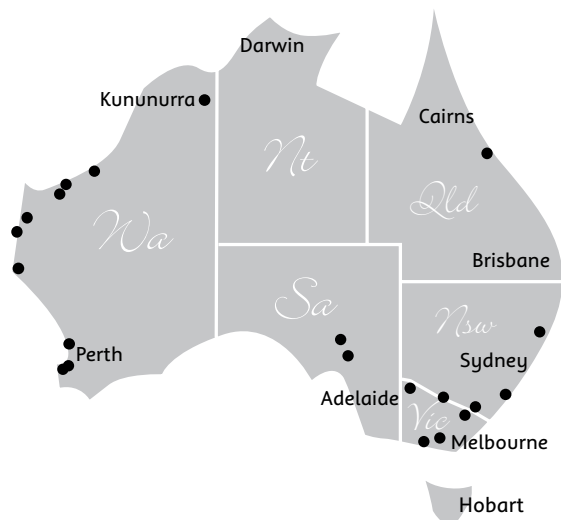 Darwin
Kununurra
Cairns
Nt
Qld
Wa
Brisbane
Sa
Nsw
Perth
Sydney
Adelaide
Vic
Melbourne
Hobart